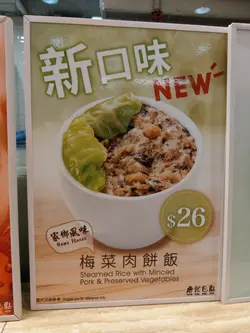 新口味
NEW
家鄉風味
Home Flavor
$26
梅菜肉餅飯
Steamed Rice with Minced
Pork & Preserved Vegetables